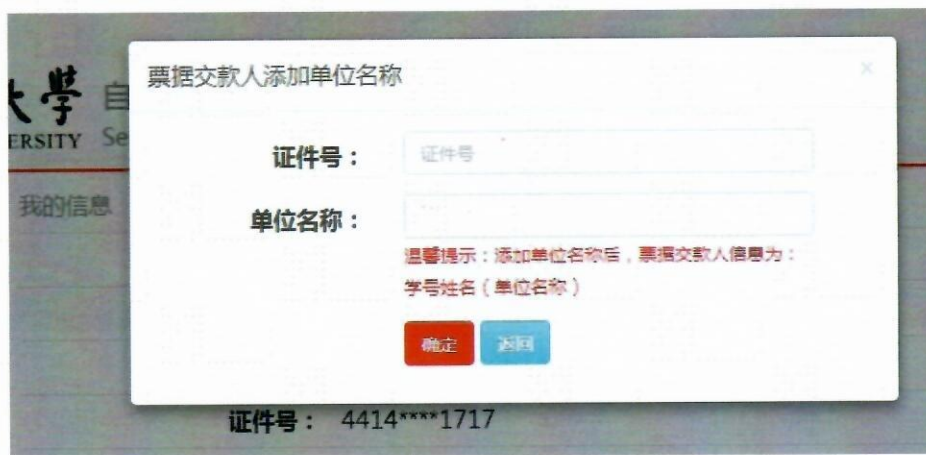 票据交款人添加单位名称
×
大學 自
ERSITY Se
证件号：
证件号
我的信息
单位名称：
温馨提示：添加单位名称后，票据交款人信息为：
学号姓名（单位名称）
确定 返回
证件号： 4414****1717